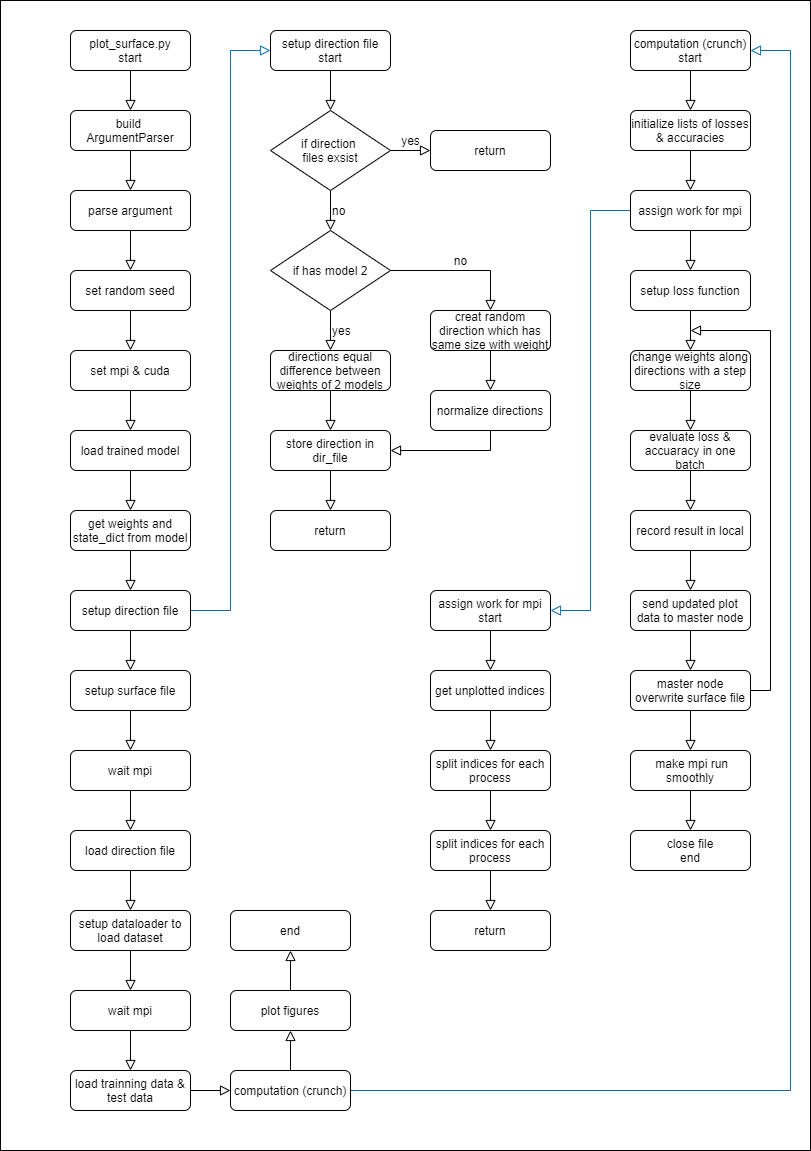 plot_surface.py
start
build
ArgumentParser
parse argument
set random seed
set mpi & cuda
load trained model
get weights and
state_dict from model
setup direction file
setup surface file
wait mpi
load direction file
setup dataloader to
load dataset
wait mpi
load trainning data &
test data
computation (crunch)
plot figures
end
setup direction file
start
if direction
files exsist
yes
return
no
if has model 2
no
yes
creat random
direction which has
same size with weight
directions equal
difference between
weights of 2 models
normalize directions
store direction in
dir_file
return
assign work for mpi
start
get unplotted indices
split indices for each
process
split indices for each
process
return
computation (crunch)
start
initialize lists of losses
& accuracies
assign work for mpi
setup loss function
change weights along
directions with a step
size
evaluate loss &
accuaracy in one
batch
record result in local
send updated plot
data to master node
master node
overwrite surface file
make mpi run
smoothly
close file
end